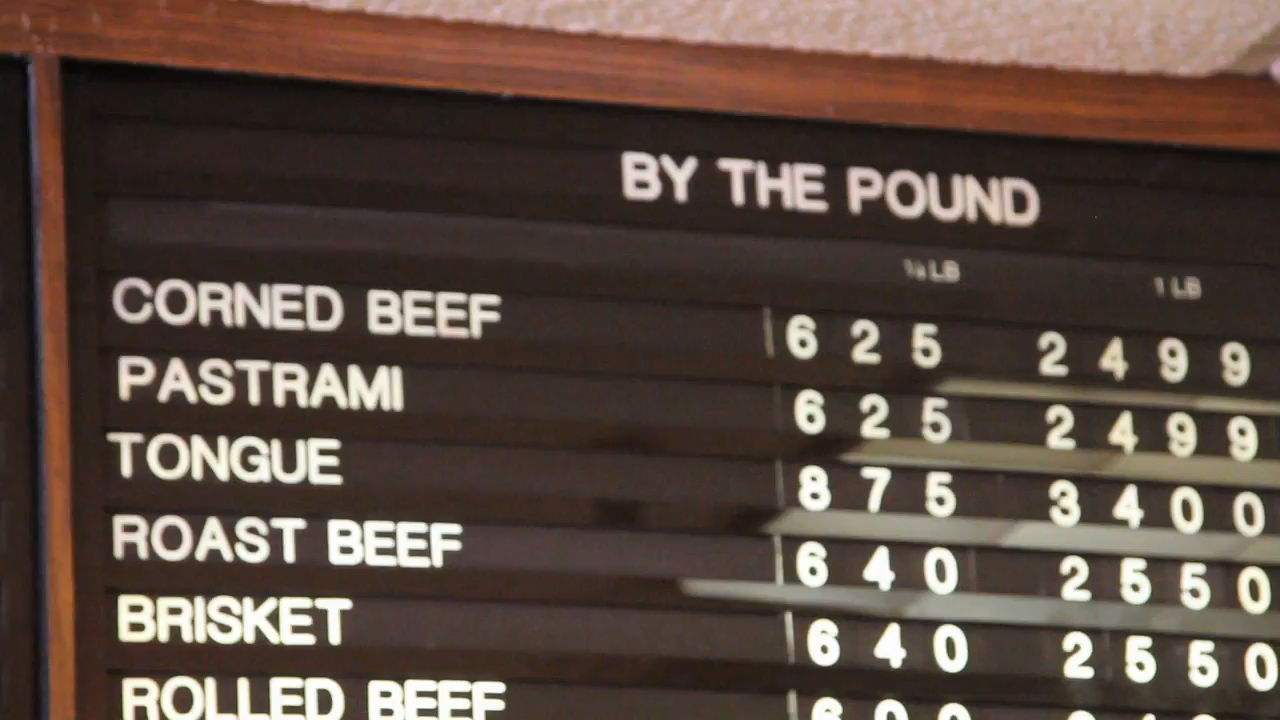 BY THE POUND
¼ LB 1 LB
CORNED BEEF 6 2 5 2 4 9 9
PASTRAMI 6 2 5 2 4 9 9
TONGUE 8 7 5 3 4 0 0
ROAST BEEF 6 4 0 2 5 5 0
BRISKET 6 4 0 2 5 5 0
ROLLED BEEF